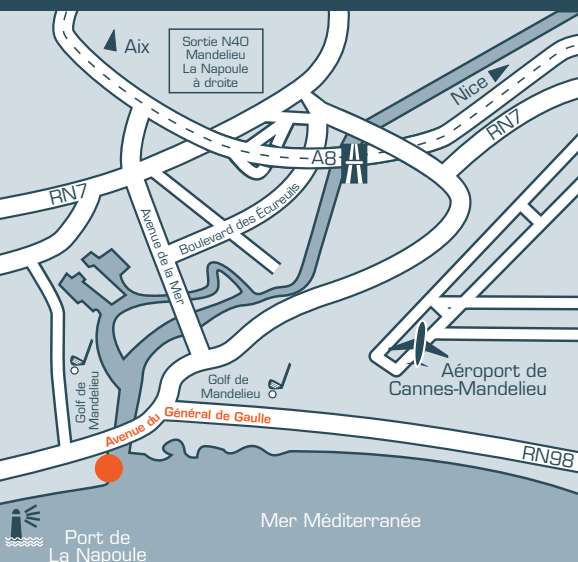 Aix
Sortie N40
Mandelieu
La Napoule
à droite
Nice
RN7
A8
RN7
Boulevard des Écureuils
Avenue de la Mer
Aéroport de
Cannes-Mandelieu
Golf de
Mandelieu
Golf de
Mandelieu
Avenue du Général de Gaulle
RN98
Mer Méditerranée
Port de
La Napoule